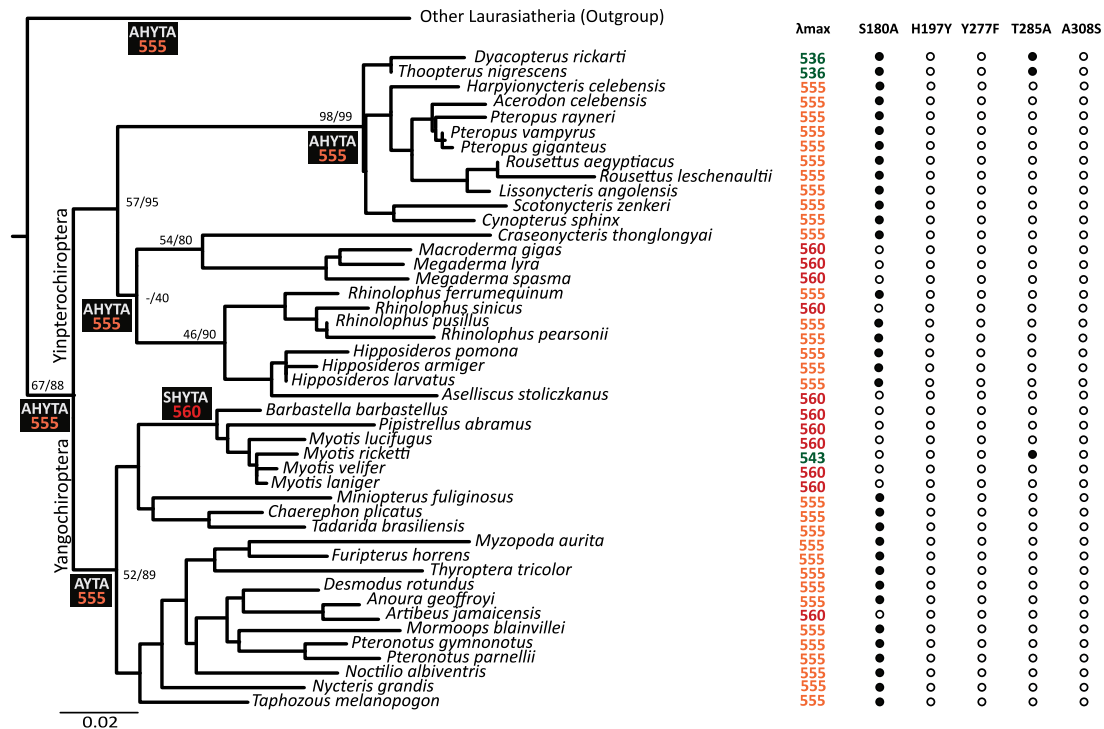 Other Laurasiatheria (Outgroup)
λmax S180A H197Y Y277F T285A A308S
AHYTA
555
Dyacopterus rickarti 536
Thoopterus nigrescens 536
Harpyionycteris celebensis 555
Acerodon celebensis 555
98/99 Pteropus rayneri 555
Pteropus vampyrus 555
AHYTA
555
Pteropus giganteus 555
Rousettus aegyptiacus 555
Rousettus leschenaultii 555
Lissonycteris angolensis 555
57/95 Scotonycteris zenkeri 555
Cynopterus sphinx 555
54/80 Craseonycteris thonglongyai 555
Macroderma gigas 560
Megaderma lyra 560
Megaderma spasma 560
Yinpterochiroptera
-/40 Rhinolophus ferrumequinum 555
AHYTA
555
Rhinolophus sinicus 560
Rhinolophus pusillus 555
46/90 Rhinolophus pearsonii 555
Hipposideros pomona 555
Hipposideros armiger 555
Hipposideros larvatus 555
67/88 Aselliscus stoliczkanus 560
SHYTA
560
AHYTA
555
Barbastella barbastellus 560
Pipistrellus abramus 560
Myotis lucifugus 560
Myotis ricketti 543
Myotis velifer 560
Myotis laniger 560
Yangochiroptera
Miniopterus fuliginosus 555
Chaerephon plicatus 555
Tadarida brasiliensis 555
Myzopoda aurita 555
Furipterus horrens 555
52/89 Thyroptera tricolor 555
AYTA
555
Desmodus rotundus 555
Anoura geoffroyi 555
Artibeus jamaicensis 560
Mormoops blainvillei 555
Pteronotus gymnonotus 555
Pteronotus parnellii 555
Noctilio albiventris 555
Nycteris grandis 555
Taphozous melanopogon 555
0.02